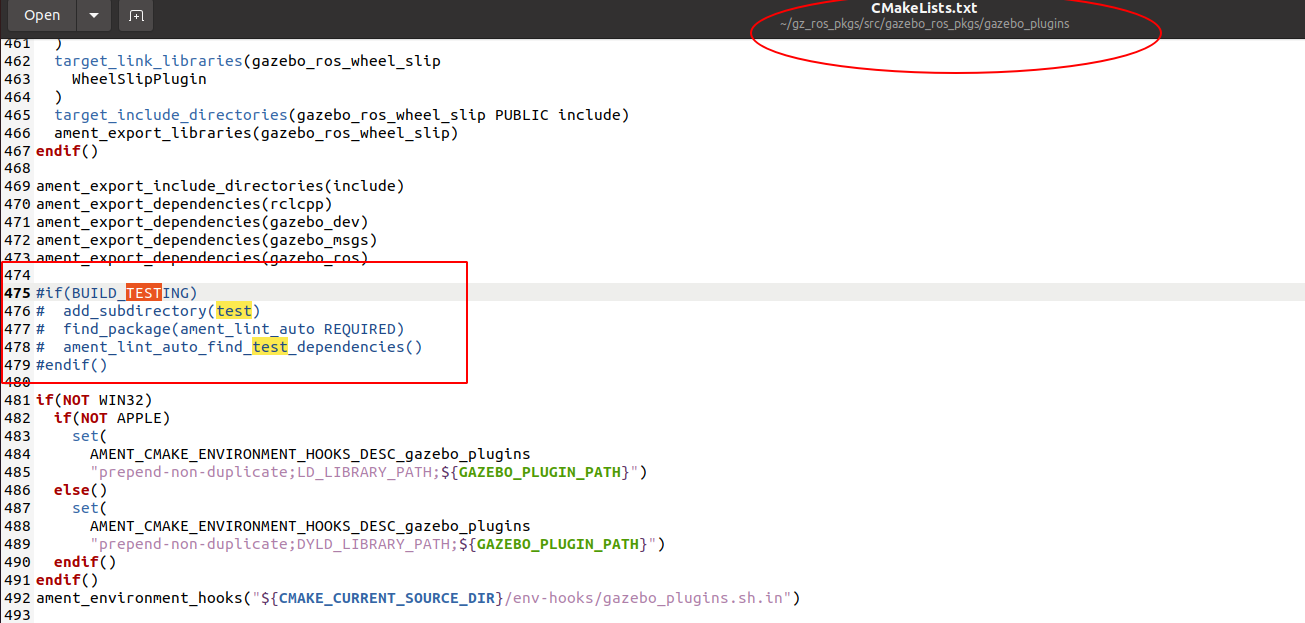 Open
CMakeLists.txt
~/gz_ros_pkgs/src/gazebo_ros_pkgs/gazebo_plugins
461   )
462   target_link_libraries(gazebo_ros_wheel_slip
463     WheelSlipPlugin
464   )
465   target_include_directories(gazebo_ros_wheel_slip PUBLIC include)
466   ament_export_libraries(gazebo_ros_wheel_slip)
467 endif()
468
469 ament_export_include_directories(include)
470 ament_export_dependencies(rclcpp)
471 ament_export_dependencies(gazebo_dev)
472 ament_export_dependencies(gazebo_msgs)
473 ament_export_dependencies(gazebo_ros)
474
475 #if(BUILD_TESTING)
476 #  add_subdirectory(test)
477 #  find_package(ament_lint_auto REQUIRED)
478 #  ament_lint_auto_find_test_dependencies()
479 #endif()
480
481 if(NOT WIN32)
482   if(NOT APPLE)
483     set(
484       AMENT_CMAKE_ENVIRONMENT_HOOKS_DESC_gazebo_plugins
485       "prepend-non-duplicate;LD_LIBRARY_PATH;${GAZEBO_PLUGIN_PATH}")
486   else()
487     set(
488       AMENT_CMAKE_ENVIRONMENT_HOOKS_DESC_gazebo_plugins
489       "prepend-non-duplicate;DYLD_LIBRARY_PATH;${GAZEBO_PLUGIN_PATH}")
490   endif()
491 endif()
492 ament_environment_hooks("${CMAKE_CURRENT_SOURCE_DIR}/env-hooks/gazebo_plugins.sh.in")
493